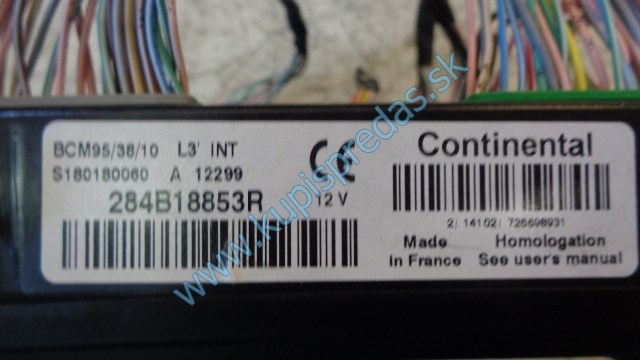 BCM95/38/10 L3' INT
S180180060 A 12299
284B18853R
12 V
CE
Continental
2/ 14102/ 726698931
Made in France
Homologation
See user's manual
www.kupispredas.sk